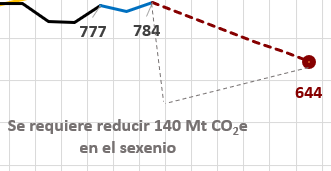 777
784
644
Se requiere reducir 140 Mt CO₂e
en el sexenio